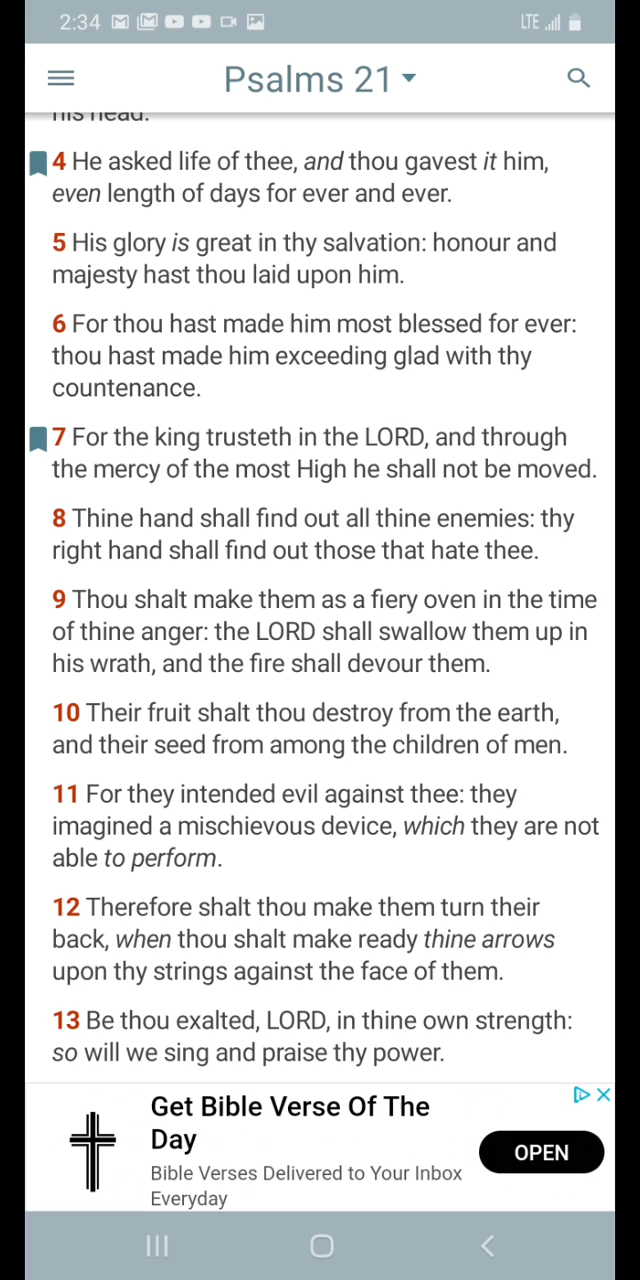 2:34
LTE
Psalms 21
his head.
4 He asked life of thee, and thou gavest it him,
even length of days for ever and ever.
5 His glory is great in thy salvation: honour and
majesty hast thou laid upon him.
6 For thou hast made him most blessed for ever:
thou hast made him exceeding glad with thy
countenance.
7 For the king trusteth in the LORD, and through
the mercy of the most High he shall not be moved.
8 Thine hand shall find out all thine enemies: thy
right hand shall find out those that hate thee.
9 Thou shalt make them as a fiery oven in the time
of thine anger: the LORD shall swallow them up in
his wrath, and the fire shall devour them.
10 Their fruit shalt thou destroy from the earth,
and their seed from among the children of men.
11 For they intended evil against thee: they
imagined a mischievous device, which they are not
able to perform.
12 Therefore shalt thou make them turn their
back, when thou shalt make ready thine arrows
upon thy strings against the face of them.
13 Be thou exalted, LORD, in thine own strength:
so will we sing and praise thy power.
Get Bible Verse Of The
Day
Bible Verses Delivered to Your Inbox
Everyday
OPEN